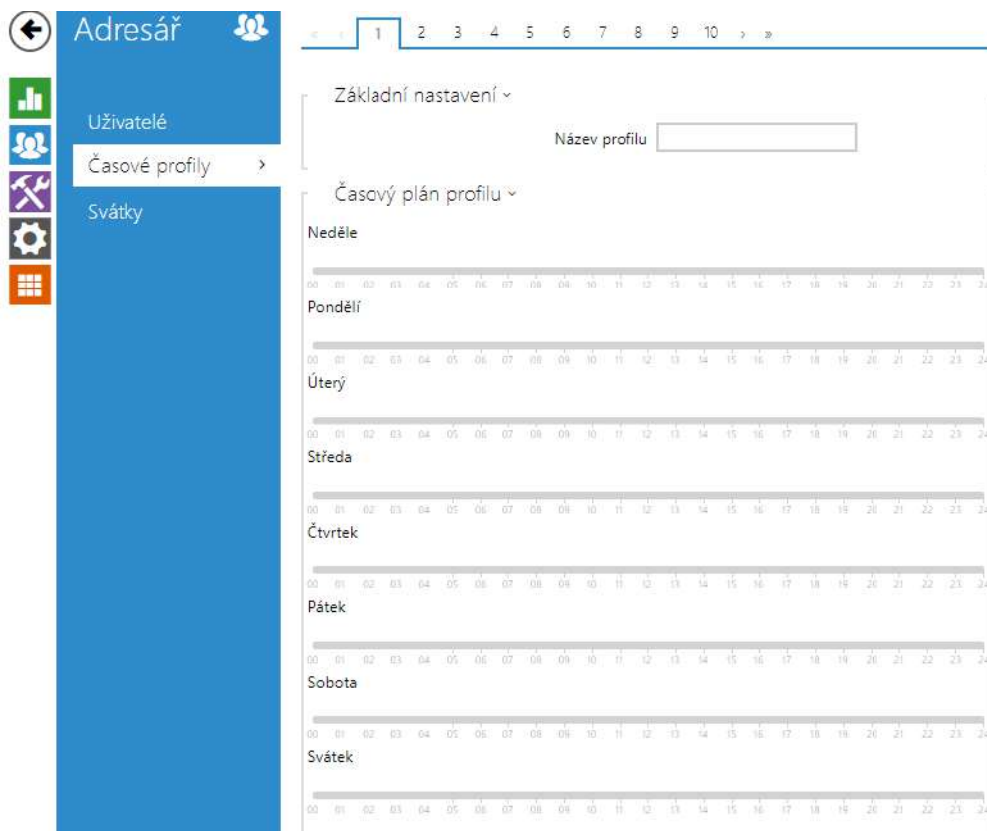 Adresář
« ‹ 1 2 3 4 5 6 7 8 9 10 › »
Uživatelé
Časové profily ›
Svátky
Základní nastavení
Název profilu
Časový plán profilu
Neděle
00 01 02 03 04 05 06 07 08 09 10 11 12 13 14 15 16 17 18 19 20 21 22 23 24
Pondělí
00 01 02 03 04 05 06 07 08 09 10 11 12 13 14 15 16 17 18 19 20 21 22 23 24
Úterý
00 01 02 03 04 05 06 07 08 09 10 11 12 13 14 15 16 17 18 19 20 21 22 23 24
Středa
00 01 02 03 04 05 06 07 08 09 10 11 12 13 14 15 16 17 18 19 20 21 22 23 24
Čtvrtek
00 01 02 03 04 05 06 07 08 09 10 11 12 13 14 15 16 17 18 19 20 21 22 23 24
Pátek
00 01 02 03 04 05 06 07 08 09 10 11 12 13 14 15 16 17 18 19 20 21 22 23 24
Sobota
00 01 02 03 04 05 06 07 08 09 10 11 12 13 14 15 16 17 18 19 20 21 22 23 24
Svátek
00 01 02 03 04 05 06 07 08 09 10 11 12 13 14 15 16 17 18 19 20 21 22 23 24